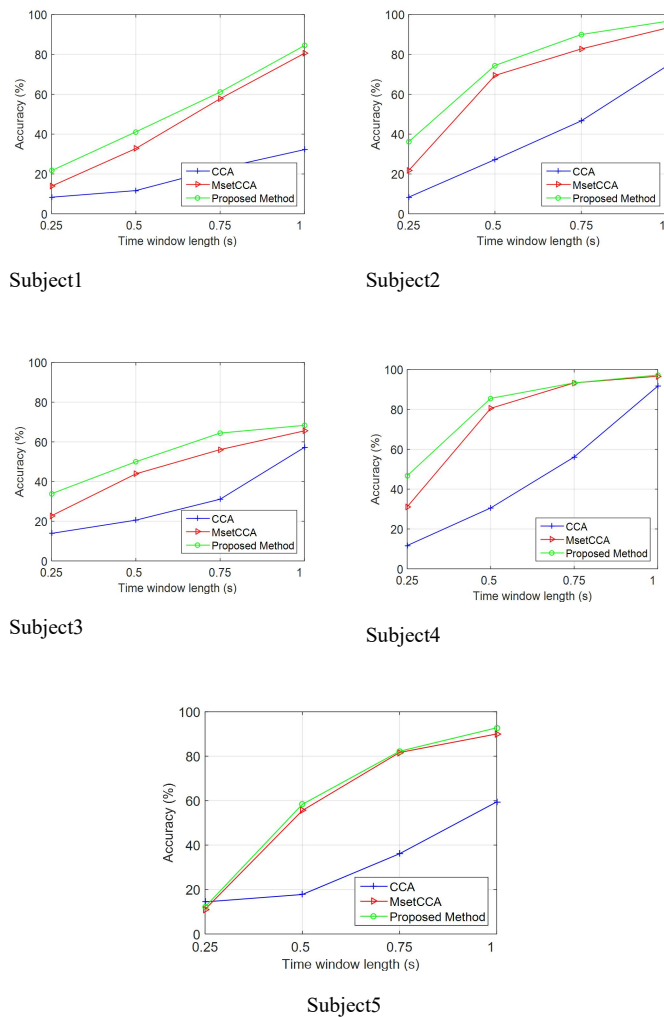 100
80
60
40
20
0
Accuracy (%)
0.25
0.5
0.75
1
Time window length (s)
CCA
MsetCCA
Proposed Method
Subject1
100
80
60
40
20
0
Accuracy (%)
0.25
0.5
0.75
1
Time window length (s)
CCA
MsetCCA
Proposed Method
Subject2
100
80
60
40
20
0
Accuracy (%)
0.25
0.5
0.75
1
Time window length (s)
CCA
MsetCCA
Proposed Method
Subject3
100
80
60
40
20
0
Accuracy (%)
0.25
0.5
0.75
1
Time window length (s)
CCA
MsetCCA
Proposed Method
Subject4
100
80
60
40
20
0
Accuracy (%)
0.25
0.5
0.75
1
Time window length (s)
CCA
MsetCCA
Proposed Method
Subject5